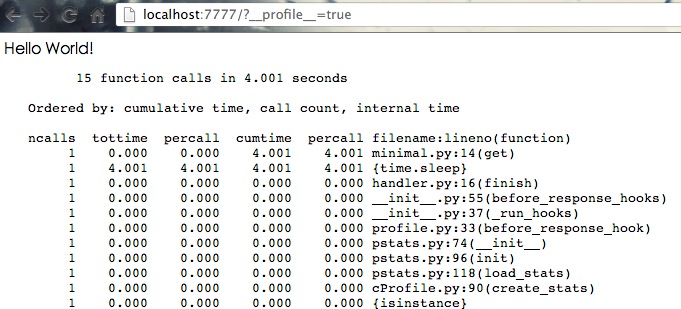 localhost:7777/?__profile__=true
Hello World!
15 function calls in 4.001 seconds
Ordered by: cumulative time, call count, internal time
ncalls tottime percall cumtime percall filename:lineno(function)
1 0.000 0.000 4.001 4.001 minimal.py:14(get)
1 4.001 4.001 4.001 4.001 {time.sleep}
1 0.000 0.000 0.000 0.000 handler.py:16(finish)
1 0.000 0.000 0.000 0.000 __init__.py:55(before_response_hooks)
1 0.000 0.000 0.000 0.000 __init__.py:37(_run_hooks)
1 0.000 0.000 0.000 0.000 profile.py:33(before_response_hook)
1 0.000 0.000 0.000 0.000 pstats.py:74(__init__)
1 0.000 0.000 0.000 0.000 pstats.py:96(init)
1 0.000 0.000 0.000 0.000 pstats.py:118(load_stats)
1 0.000 0.000 0.000 0.000 cProfile.py:90(create_stats)
1 0.000 0.000 0.000 0.000 {isinstance}